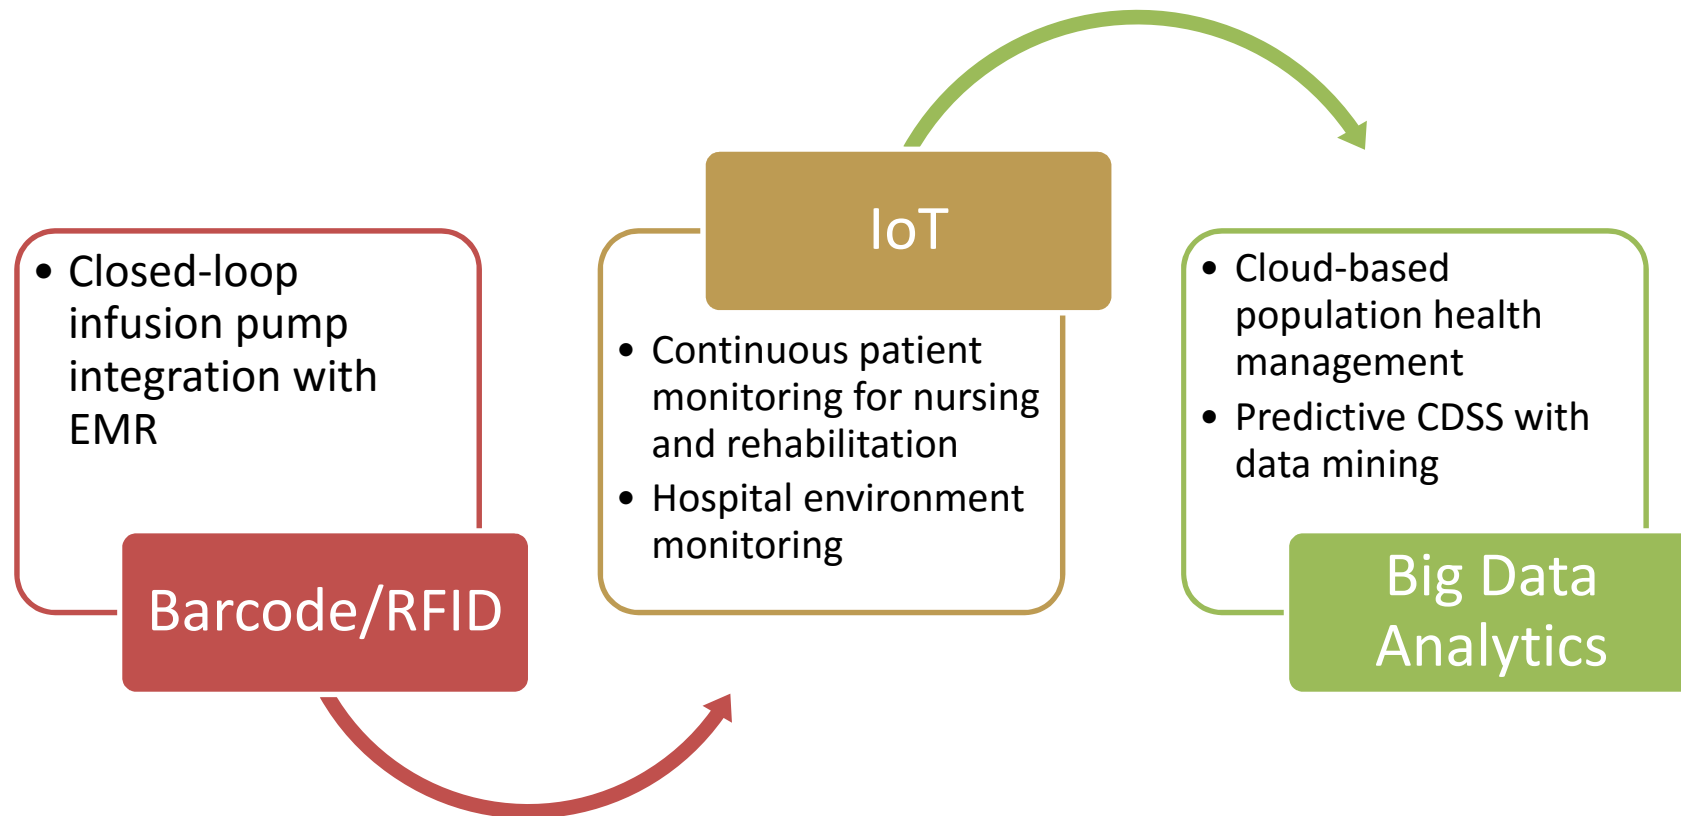 • Closed-loop
infusion pump
integration with
EMR
Barcode/RFID
IoT
• Continuous patient
monitoring for nursing
and rehabilitation
• Hospital environment
monitoring
• Cloud-based
population health
management
• Predictive CDSS with
data mining
Big Data
Analytics